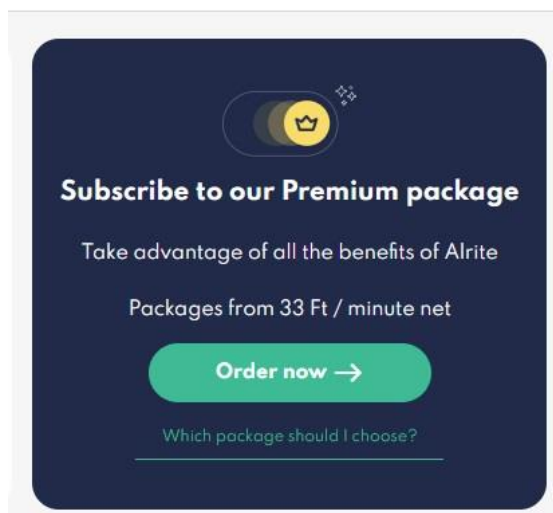 Subscribe to our Premium package
Take advantage of all the benefits of Alrite
Packages from 33 Ft / minute net
Order now →
Which package should I choose?